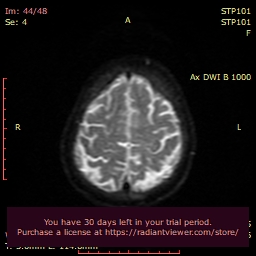 Im: 44/48
Se: 4
A
STP101
STP101
F
Ax DWI B 1000
R
L
You have 30 days left in your trial period.
Purchase a license at https://radiantviewer.com/store/